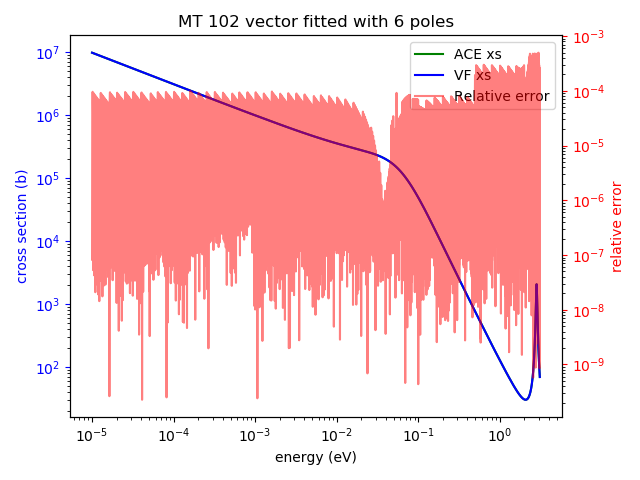 MT 102 vector fitted with 6 poles
ACE xs
VF xs
Relative error
cross section (b)
10^7
10^6
10^5
10^4
10^3
10^2
relative error
10^-3
10^-4
10^-5
10^-6
10^-7
10^-8
10^-9
10^-5
10^-4
10^-3
10^-2
10^-1
10^0
energy (eV)